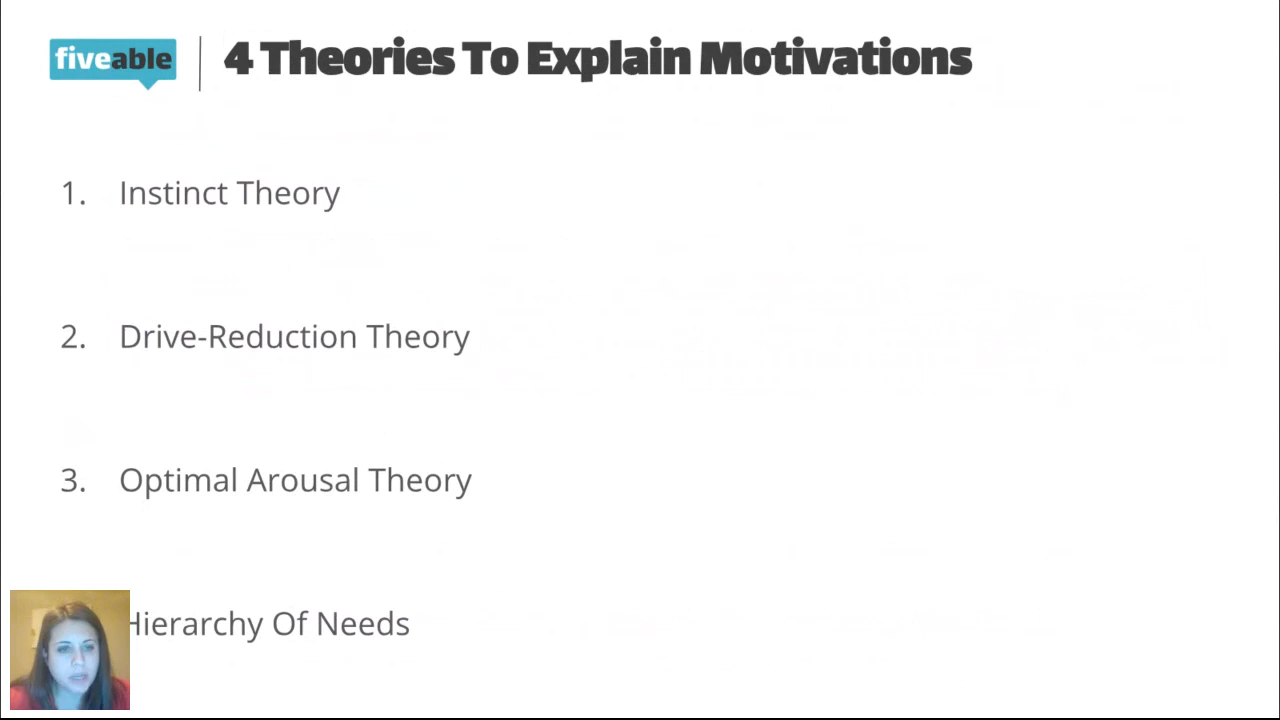 fiveable
4 Theories To Explain Motivations
1. Instinct Theory
2. Drive-Reduction Theory
3. Optimal Arousal Theory
Hierarchy Of Needs